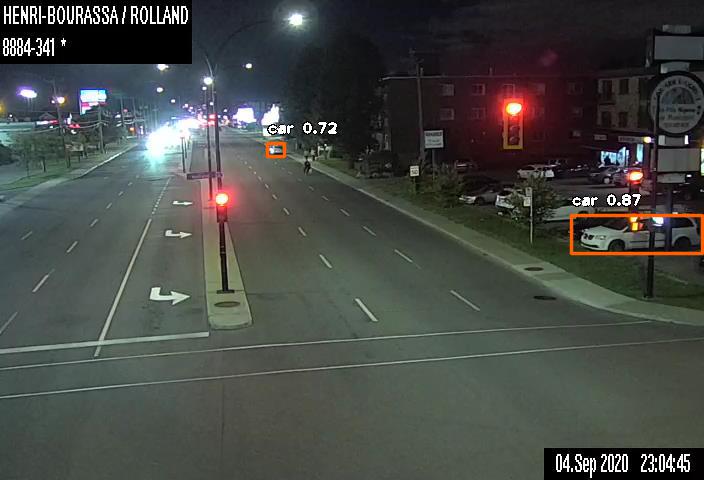 HENRI-BOURASSA / ROLLAND
8884-341 *
car 0.72
car 0.87
04.Sep 2020 23:04:45